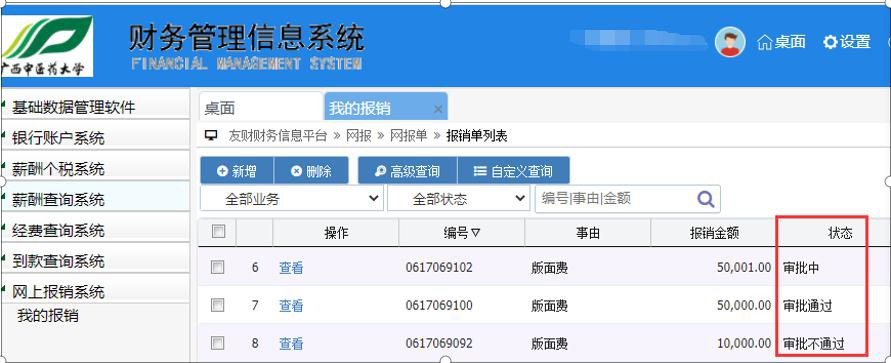 财务管理信息系统
FINANCIAL MANAGEMENT SYSTEM
广西中医药大学
桌面 设置
基础数据管理软件
银行账户系统
薪酬个税系统
薪酬查询系统
经费查询系统
到款查询系统
网上报销系统
我的报销
桌面 我的报销 ×
友财财务信息平台 » 网报 » 网报单 » 报销单列表
新增 删除 高级查询 自定义查询
全部业务 全部状态 编号|事由|金额
操作 编号▽ 事由 报销金额 状态
6 查看 0617069102 版面费 50,001.00 审批中
7 查看 0617069100 版面费 50,000.00 审批通过
8 查看 0617069092 版面费 10,000.00 审批不通过